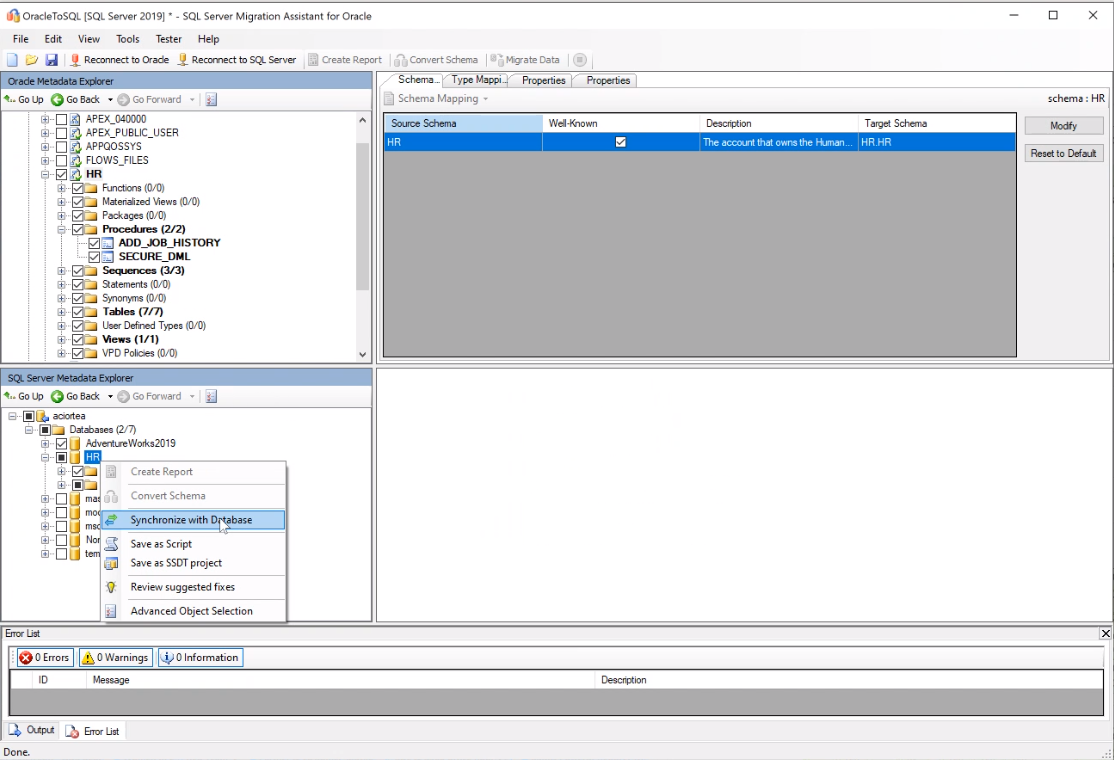 OracleToSQL [SQL Server 2019] * - SQL Server Migration Assistant for Oracle
File Edit View Tools Tester Help
Reconnect to Oracle Reconnect to SQL Server Create Report Convert Schema Migrate Data
Oracle Metadata Explorer
Go Up Go Back Go Forward
APEX_040000
APEX_PUBLIC_USER
APPQOSSYS
FLOWS_FILES
HR
Functions (0/0)
Materialized Views (0/0)
Packages (0/0)
Procedures (2/2)
ADD_JOB_HISTORY
SECURE_DML
Sequences (3/3)
Statements (0/0)
Synonyms (0/0)
Tables (7/7)
User Defined Types (0/0)
Views (1/1)
VPD Policies (0/0)
Schema... Type Mappi... Properties Properties
Schema Mapping schema : HR
Source Schema Well-Known Description Target Schema
HR The account that owns the Human... HR.HR
Modify
Reset to Default
SQL Server Metadata Explorer
Go Up Go Back Go Forward
aciortea
Databases (2/7)
AdventureWorks2019
HR
mas
mod
msd
Nor
tem
Create Report
Convert Schema
Synchronize with Database
Save as Script
Save as SSDT project
Review suggested fixes
Advanced Object Selection
Error List
0 Errors 0 Warnings 0 Information
ID Message Description
Output Error List
Done.